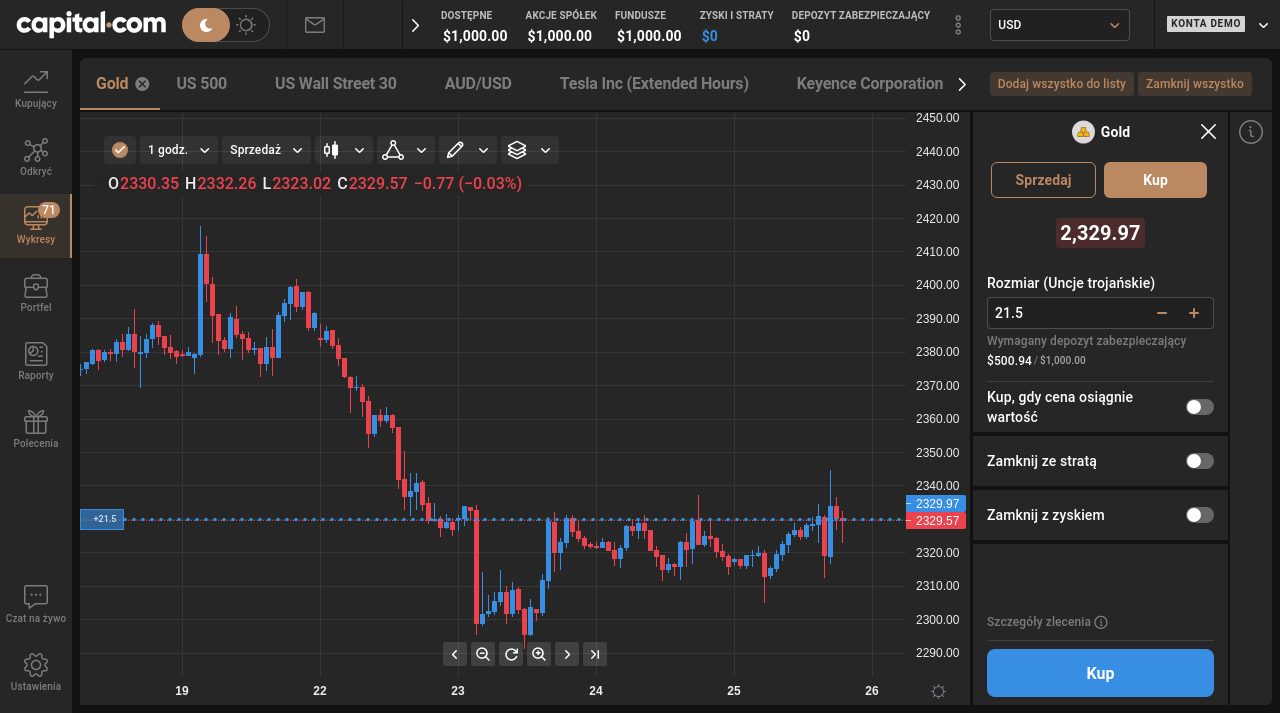 capital.com
DOSTĘPNE
$1,000.00
AKCJE SPÓŁEK
$1,000.00
FUNDUSZE
$1,000.00
ZYSKI I STRATY
$0
DEPOZYT ZABEZPIECZAJĄCY
$0
USD
KONTA DEMO
Kupujący
Odkryć
71
Wykresy
Portfel
Raporty
Polecenia
Czat na żywo
Ustawienia
Gold
US 500
US Wall Street 30
AUD/USD
Tesla Inc (Extended Hours)
Keyence Corporation
Dodaj wszystko do listy
Zamknij wszystko
1 godz.
Sprzedaż
O2330.35 H2332.26 L2323.02 C2329.57 −0.77 (−0.03%)
2450.00
2440.00
2430.00
2420.00
2410.00
2400.00
2390.00
2380.00
2370.00
2360.00
2350.00
2340.00
2329.97
2329.57
2320.00
2310.00
2300.00
2290.00
+21.5
19
22
23
24
25
26
Gold
Sprzedaj
Kup
2,329.97
Rozmiar (Uncje trojańskie)
21.5
Wymagany depozyt zabezpieczający
$500.94 / $1,000.00
Kup, gdy cena osiągnie
wartość
Zamknij ze stratą
Zamknij z zyskiem
Szczegóły zlecenia
Kup